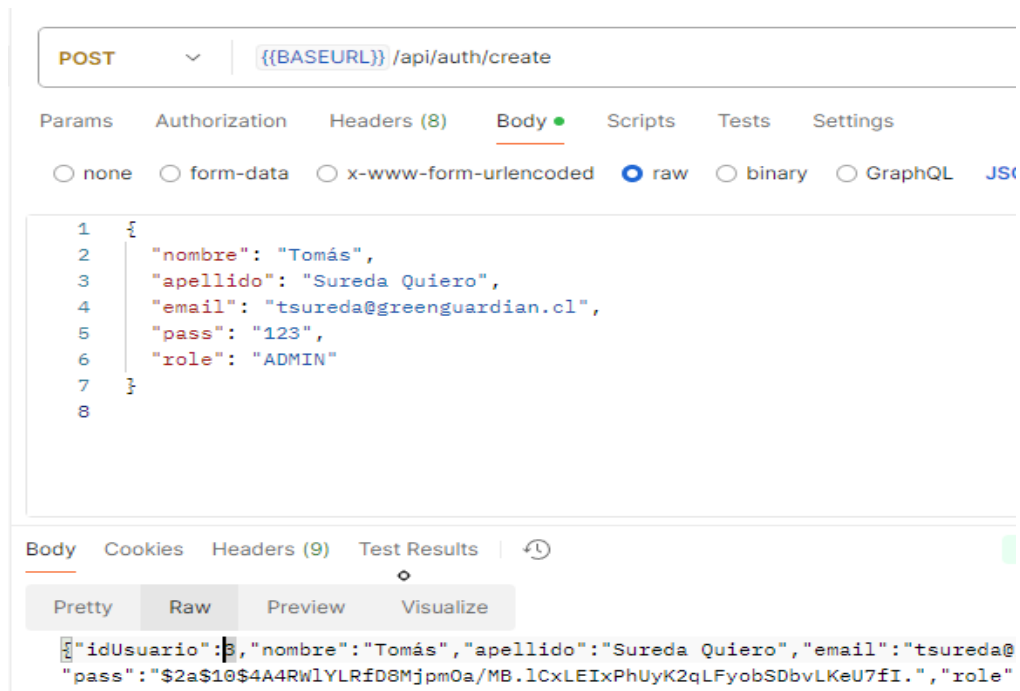 POST {{BASEURL}} /api/auth/create
Params Authorization Headers (8) Body Scripts Tests Settings
none form-data x-www-form-urlencoded raw binary GraphQL
1 {
2 "nombre": "Tomás",
3 "apellido": "Sureda Quiero",
4 "email": "tsureda@greenguardian.cl",
5 "pass": "123",
6 "role": "ADMIN"
7 }
8
Body Cookies Headers (9) Test Results
Pretty Raw Preview Visualize
{"idUsuario":3,"nombre":"Tomás","apellido":"Sureda Quiero","email":"tsureda@
"pass":"$2a$10$4A4RWlYLRfD8MjpmOa/MB.lCxLEIxPhUyK2qLFyobSDbvLKeU7fI.","role"